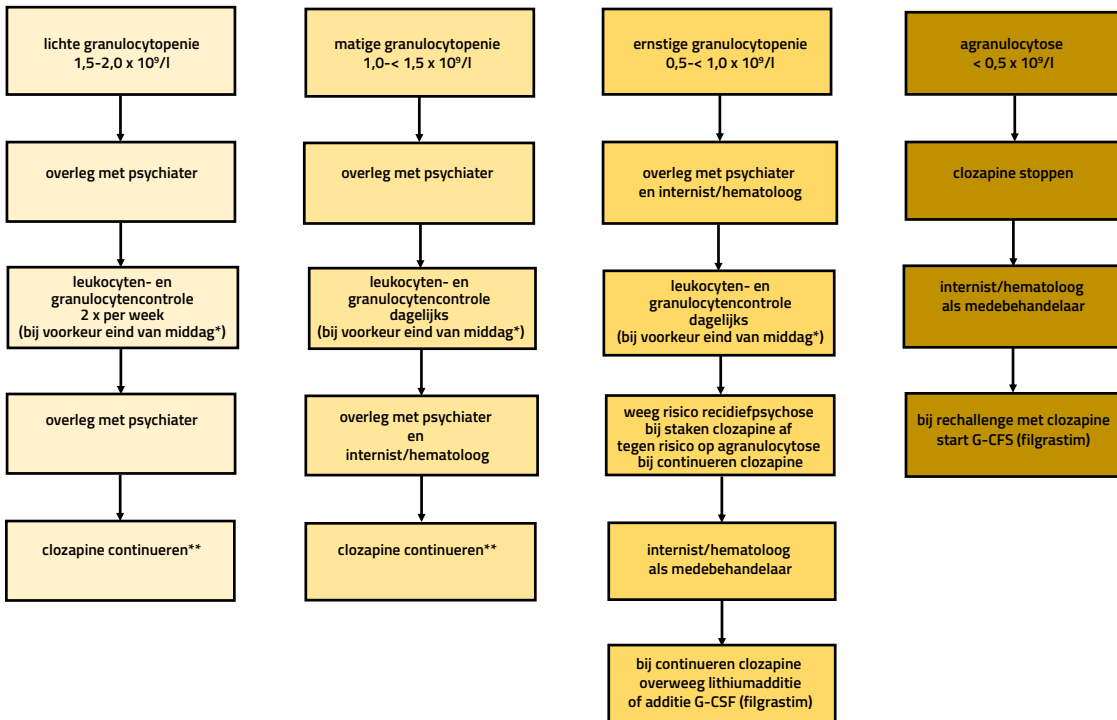 lichte granulocytopenie
1,5-2,0 x 10⁹/l
overleg met psychiater
leukocyten- en
granulocytencontrole
2 x per week
(bij voorkeur eind van middag*)
overleg met psychiater
clozapine continueren**
matige granulocytopenie
1,0-< 1,5 x 10⁹/l
overleg met psychiater
leukocyten- en
granulocytencontrole
dagelijks
(bij voorkeur eind van middag*)
overleg met psychiater
en
internist/hematoloog
clozapine continueren**
ernstige granulocytopenie
0,5-< 1,0 x 10⁹/l
overleg met psychiater
en internist/hematoloog
leukocyten- en
granulocytencontrole
dagelijks
(bij voorkeur eind van middag*)
weeg risico recidiefpsychose
bij staken clozapine af
tegen risico op agranulocytose
bij continueren clozapine
internist/hematoloog
als medebehandelaar
bij continueren clozapine
overweeg lithiumadditie
of additie G-CSF (filgrastim)
agranulocytose
< 0,5 x 10⁹/l
clozapine stoppen
internist/hematoloog
als medebehandelaar
bij rechallenge met clozapine
start G-CFS (filgrastim)